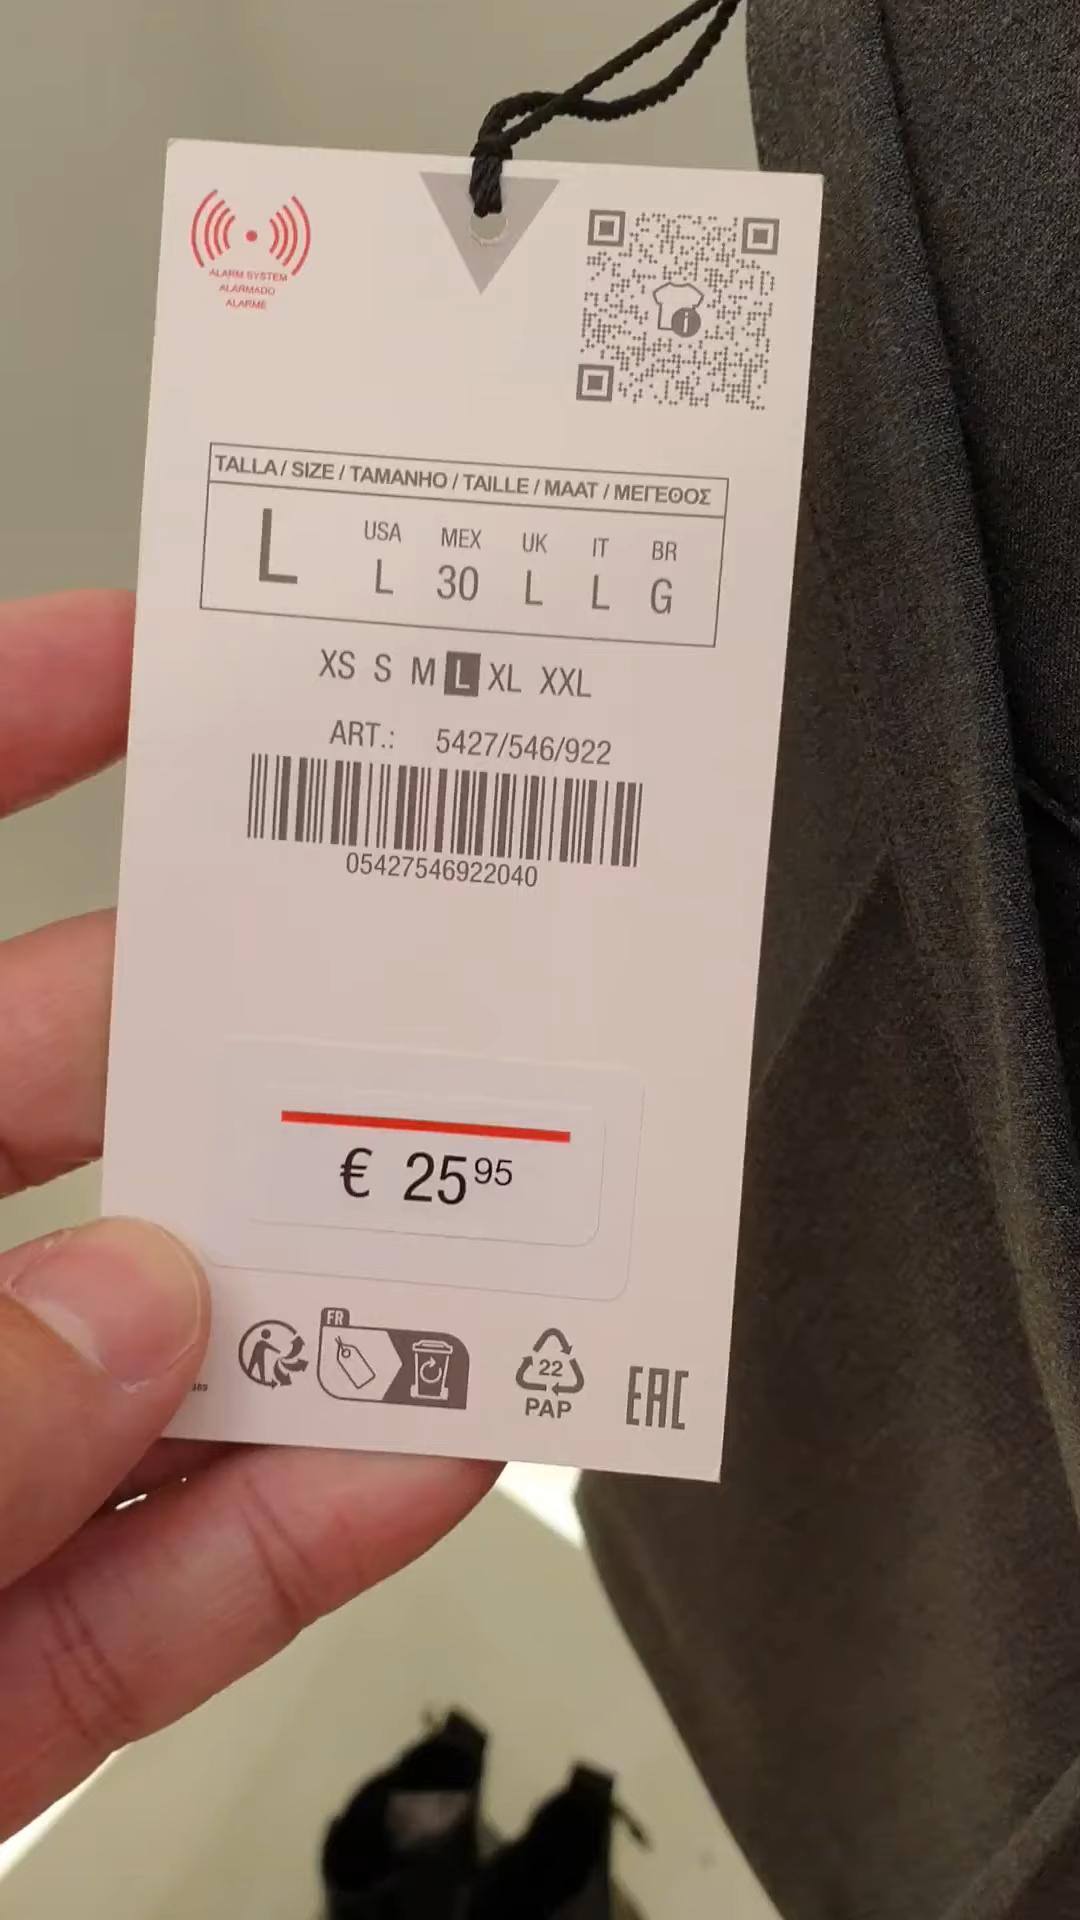 ALARM SYSTEM
ALARMADO
ALARME
TALLA / SIZE / TAMANHO / TAILLE / MAAT / ΜΕΓΕΘΟΣ
L
USA MEX UK IT BR
L 30 L L G
XS S M L XL XXL
ART.: 5427/546/922
05427546922040
€ 25 95
FR
22
PAP
EAC